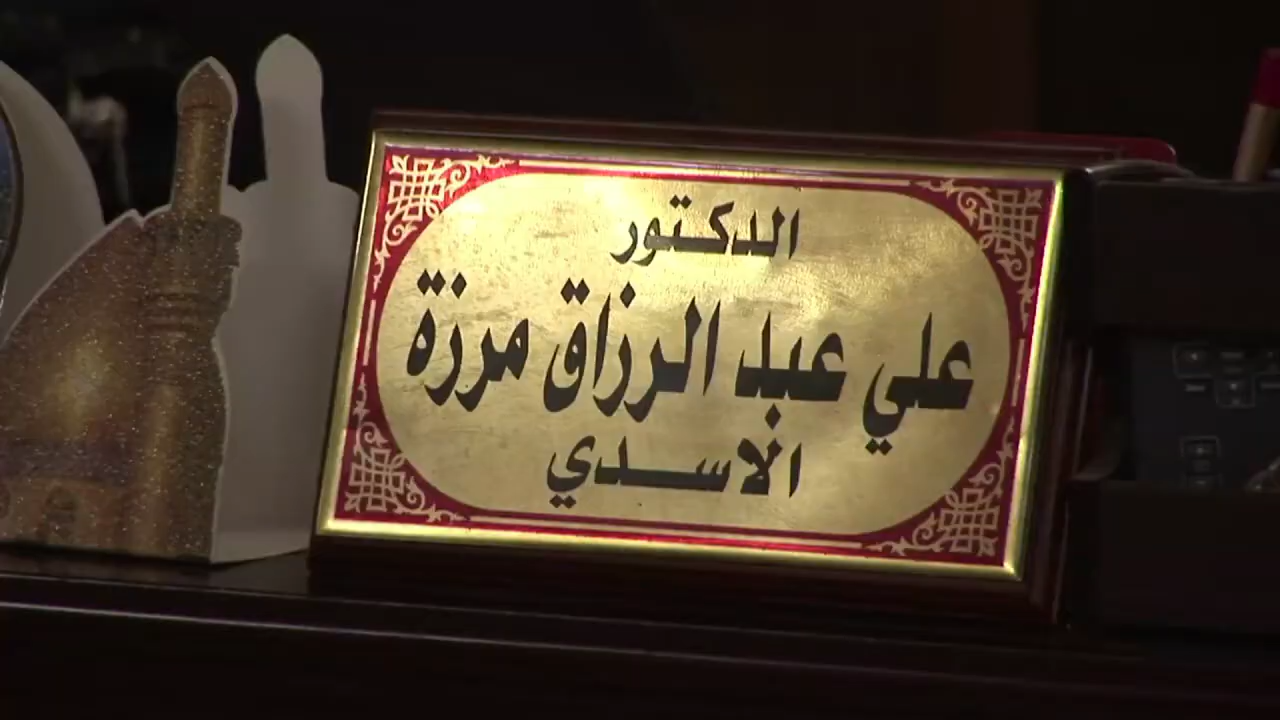 الدكتور
علي عبد الرزاق مرزة
الاسدي